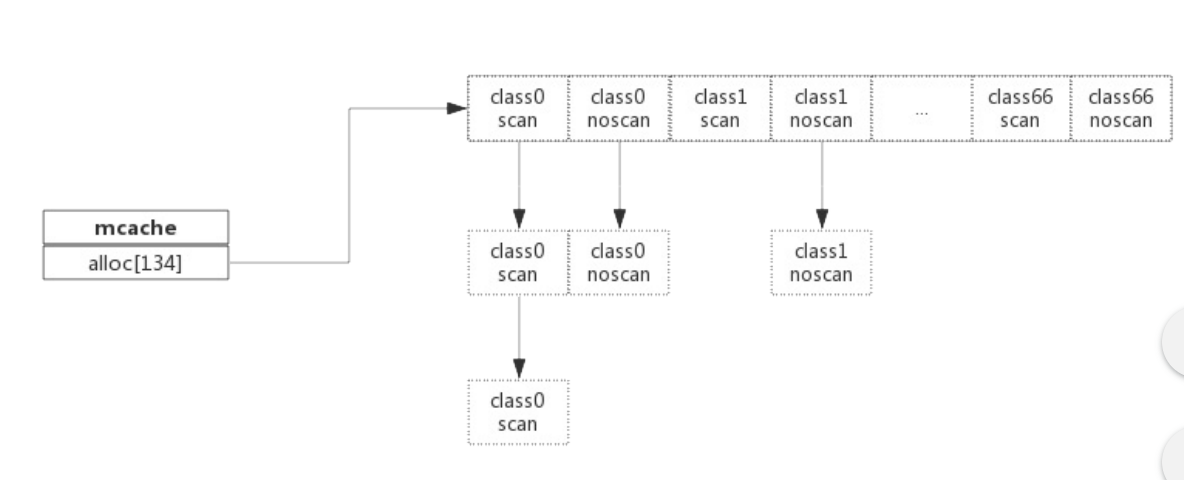 class0 class0 class1 class1 class66 class66
scan noscan scan noscan ... scan noscan
mcache
alloc[134]
class0 class0 class1
scan noscan noscan
class0
scan